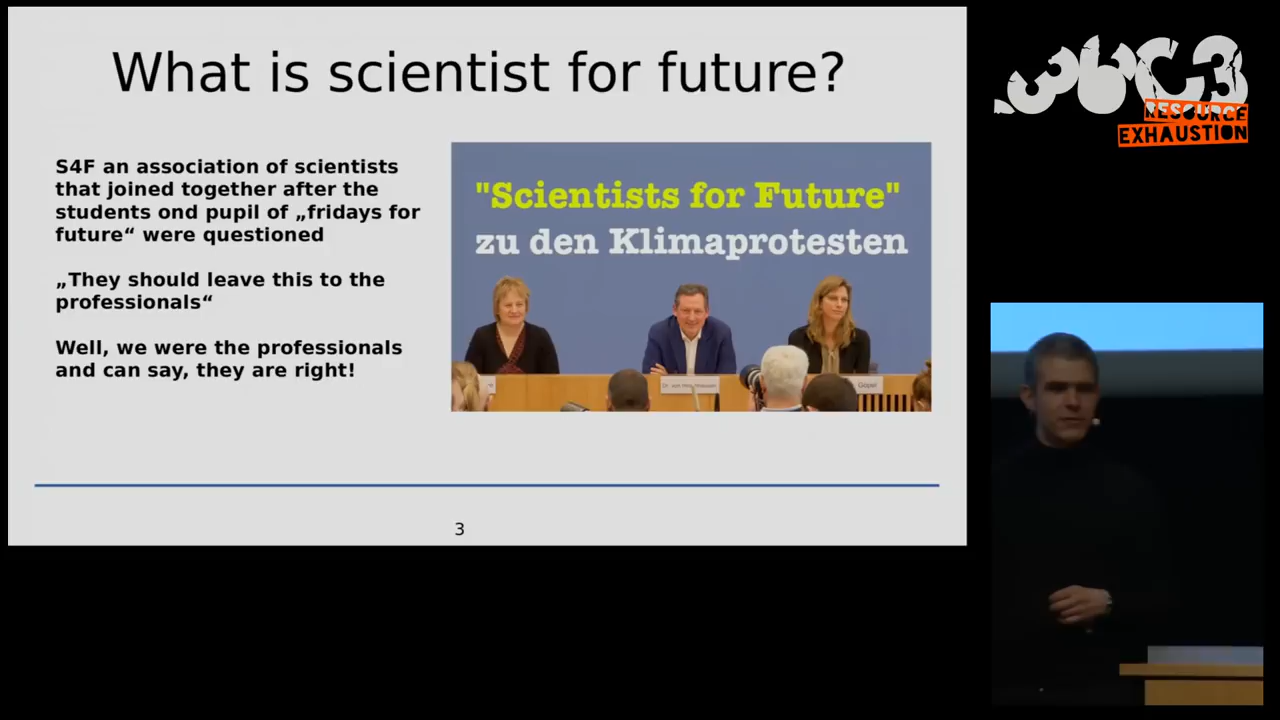 What is scientist for future?
S4F an association of scientists
that joined together after the
students ond pupil of „fridays for
future“ were questioned
„They should leave this to the
professionals“
Well, we were the professionals
and can say, they are right!
"Scientists for Future"
zu den Klimaprotesten
Göpel
3
36C3
RESOURCE
EXHAUSTION